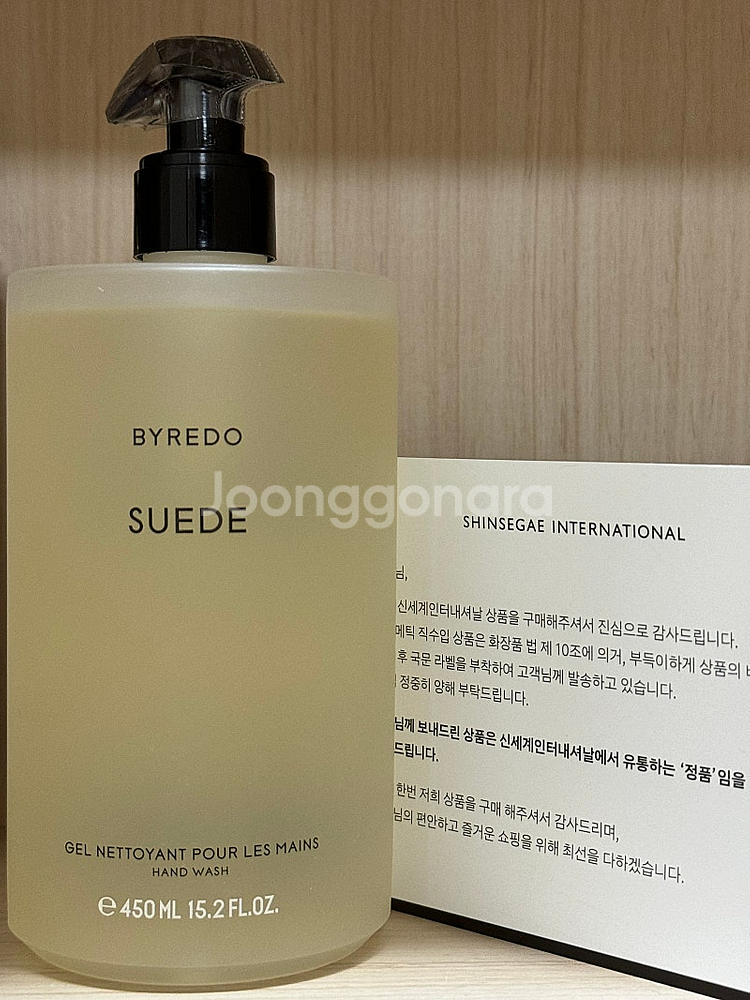 BYREDO
SUEDE
GEL NETTOYANT POUR LES MAINS
HAND WASH
℮ 450 ML 15.2 FL.OZ.
Joonggonara
SHINSEGAE INTERNATIONAL
님,
신세계인터내셔날 상품을 구매해주셔서 진심으로 감사드립니다.
메틱 직수입 상품은 화장품 법 제 10조에 의거, 부득이하게 상품의
후 국문 라벨을 부착하여 고객님께 발송하고 있습니다.
정중히 양해 부탁드립니다.
님께 보내드린 상품은 신세계인터내셔날에서 유통하는 '정품'임을
드립니다.
한번 저희 상품을 구매 해주셔서 감사드리며,
님의 편안하고 즐거운 쇼핑을 위해 최선을 다하겠습니다.